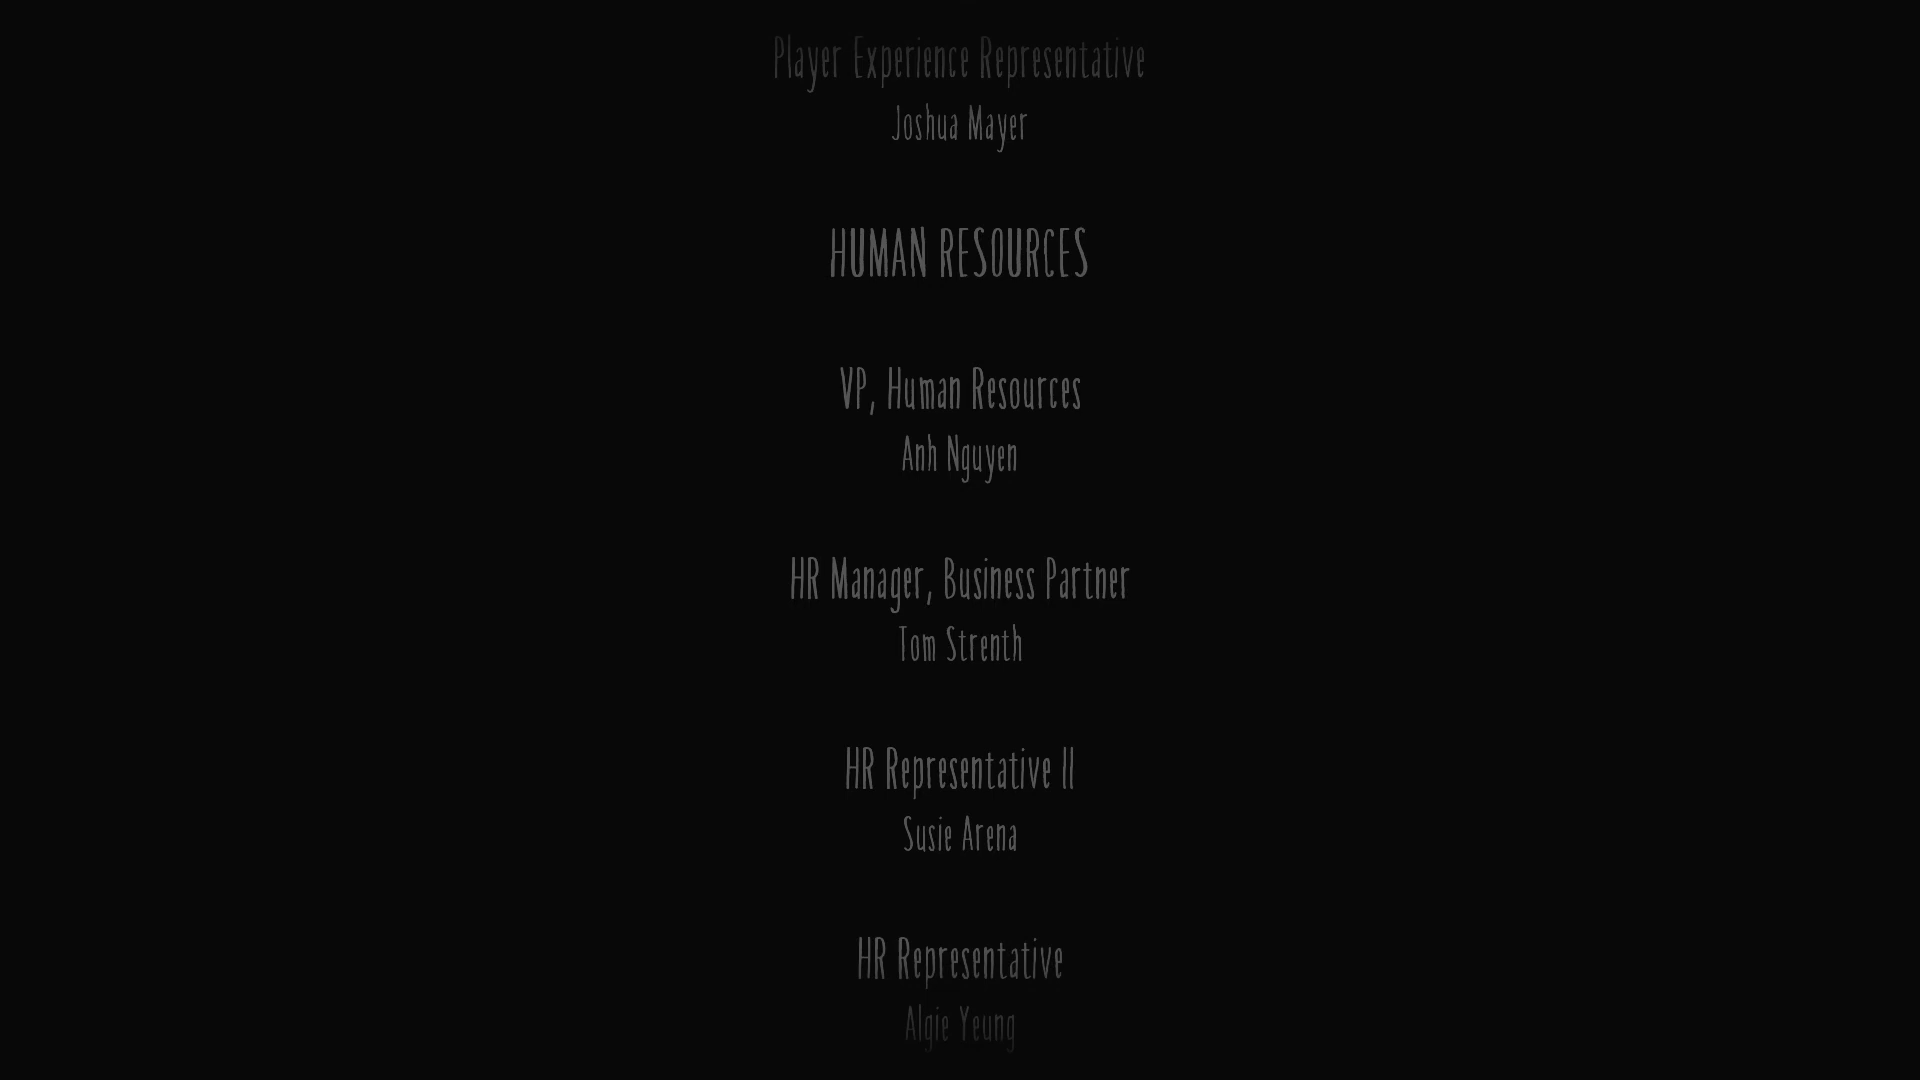 Player Experience Representative
Joshua Mayer
HUMAN RESOURCES
VP, Human Resources
Anh Nguyen
HR Manager, Business Partner
Tom Strenth
HR Representative II
Susie Arena
HR Representative
Algie Yeung